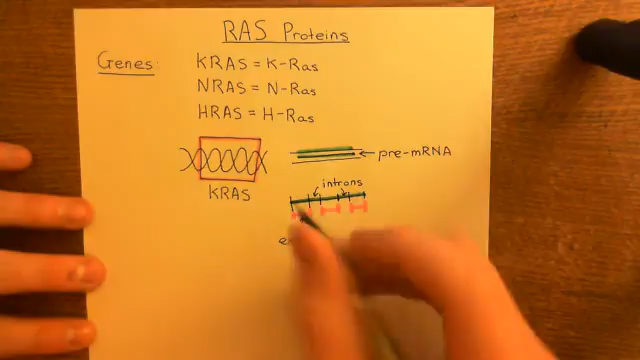 RAS Proteins
Genes:
KRAS = K-Ras
NRAS = N-Ras
HRAS = H-Ras
pre-mRNA
introns
KRAS